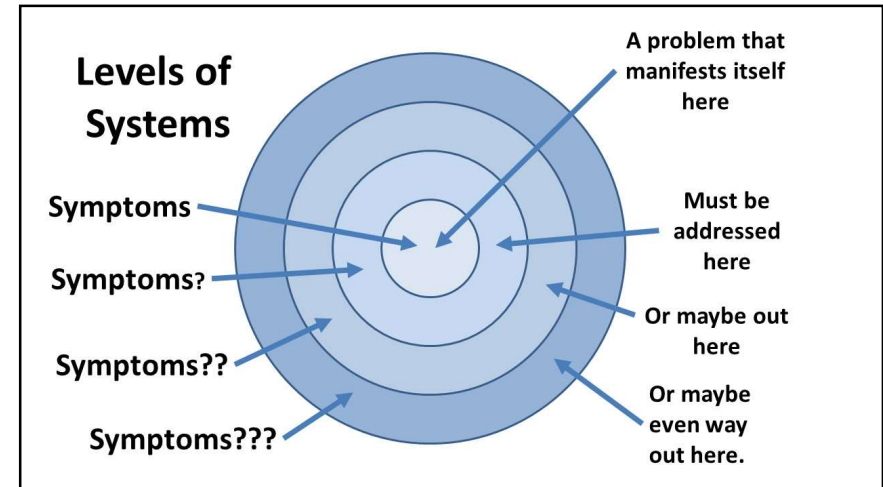 Levels of
Systems
Symptoms
Symptoms?
Symptoms??
Symptoms???
A problem that
manifests itself
here
Must be
addressed
here
Or maybe out
here
Or maybe
even way
out here.